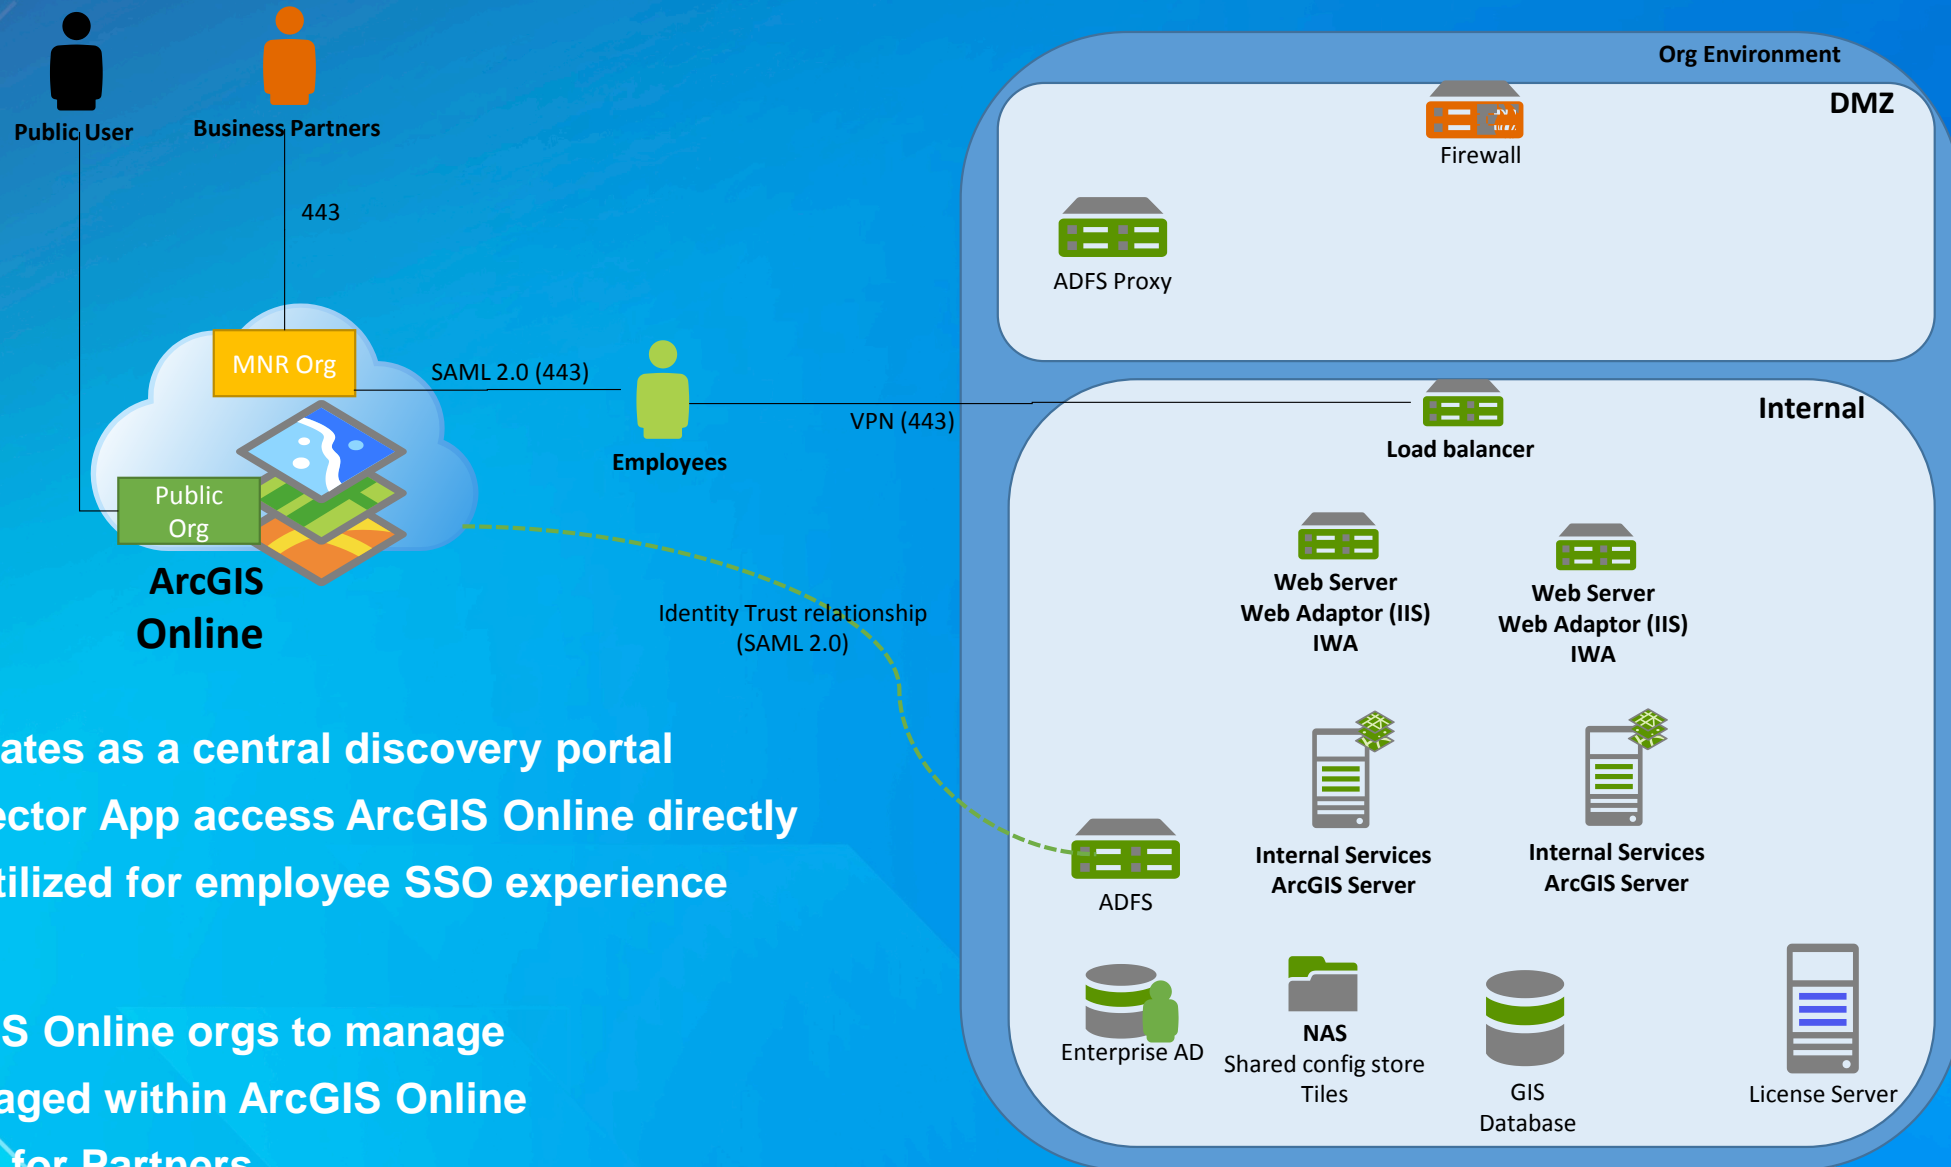 Org Environment
DMZ
Public User
Business Partners
Firewall
443
ADFS Proxy
MNR Org
SAML 2.0 (443)
VPN (443)
Internal
Load balancer
Employees
Public
Org
ArcGIS
Online
Web Server
Web Adaptor (IIS)
IWA
Web Server
Web Adaptor (IIS)
IWA
Identity Trust relationship
(SAML 2.0)
ates as a central discovery portal
ector App access ArcGIS Online directly
tilized for employee SSO experience
Internal Services
ArcGIS Server
Internal Services
ArcGIS Server
ADFS
Enterprise AD
NAS
Shared config store
Tiles
GIS
Database
License Server
S Online orgs to manage
aged within ArcGIS Online
for Partners